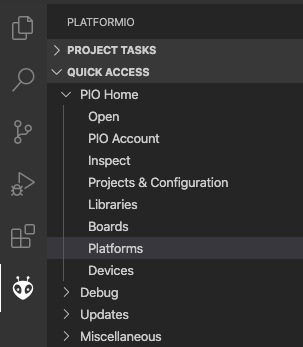 PLATFORMIO
PROJECT TASKS
QUICK ACCESS
PIO Home
Open
PIO Account
Inspect
Projects & Configuration
Libraries
Boards
Platforms
Devices
Debug
Updates
Miscellaneous